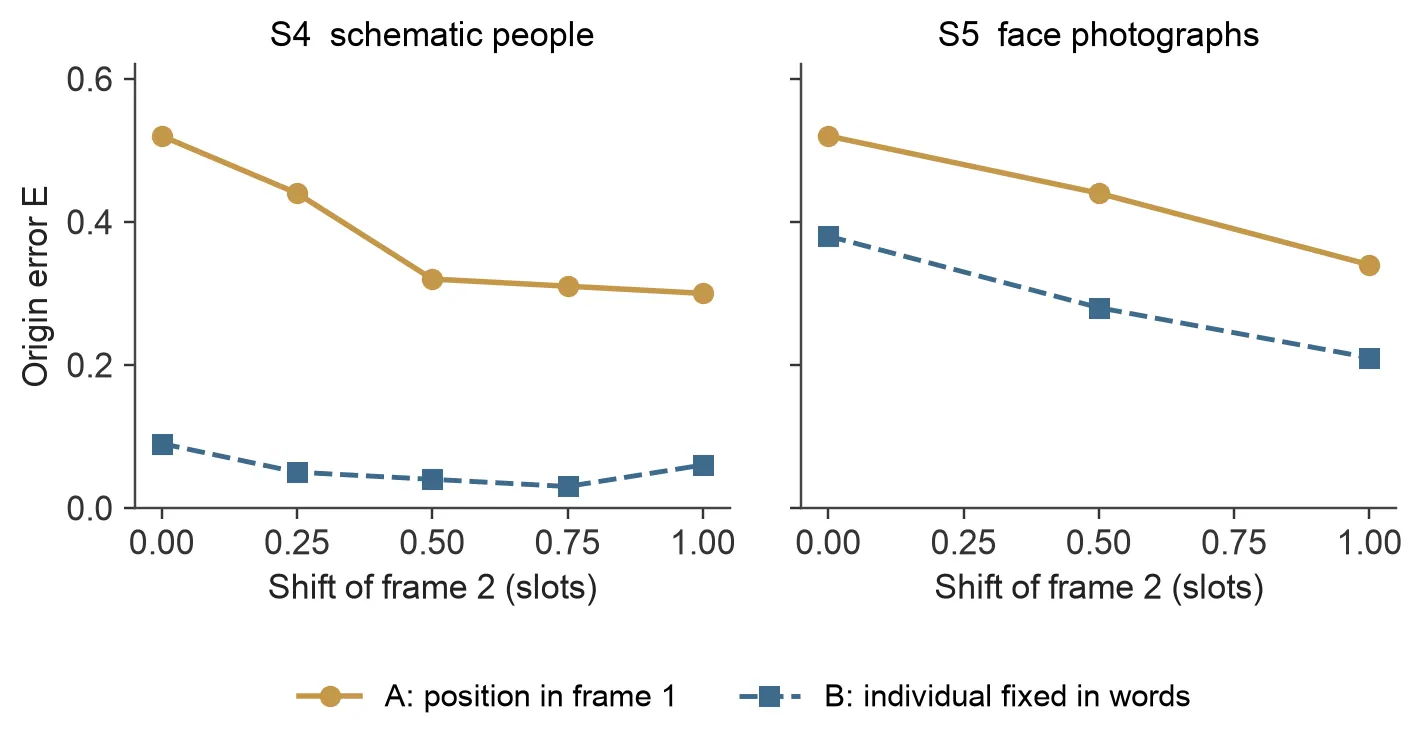 S4 schematic people
S5 face photographs
Origin error E
0.6
0.4
0.2
0.0
0.00 0.25 0.50 0.75 1.00
0.00 0.25 0.50 0.75 1.00
Shift of frame 2 (slots)
Shift of frame 2 (slots)
A: position in frame 1
B: individual fixed in words